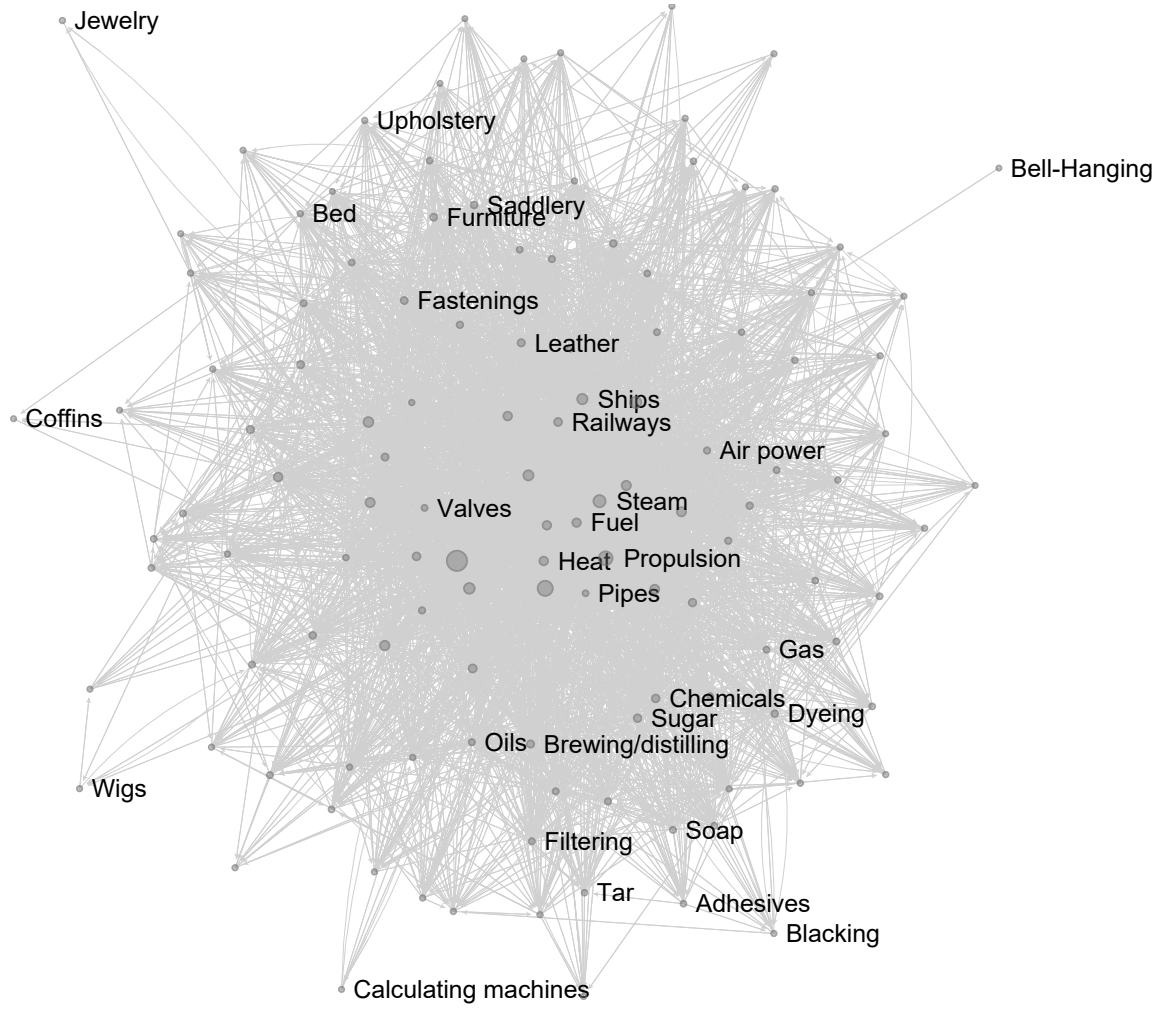 Jewelry
Upholstery
Bell-Hanging
Saddlery
Bed
Furniture
Fastenings
Leather
Ships
Coffins
Railways
Air power
Steam
Valves
Fuel
Heat
Propulsion
Pipes
Gas
Chemicals
Dyeing
Sugar
Oils
Brewing/distilling
Wigs
Soap
Filtering
Tar
Adhesives
Blacking
Calculating machines